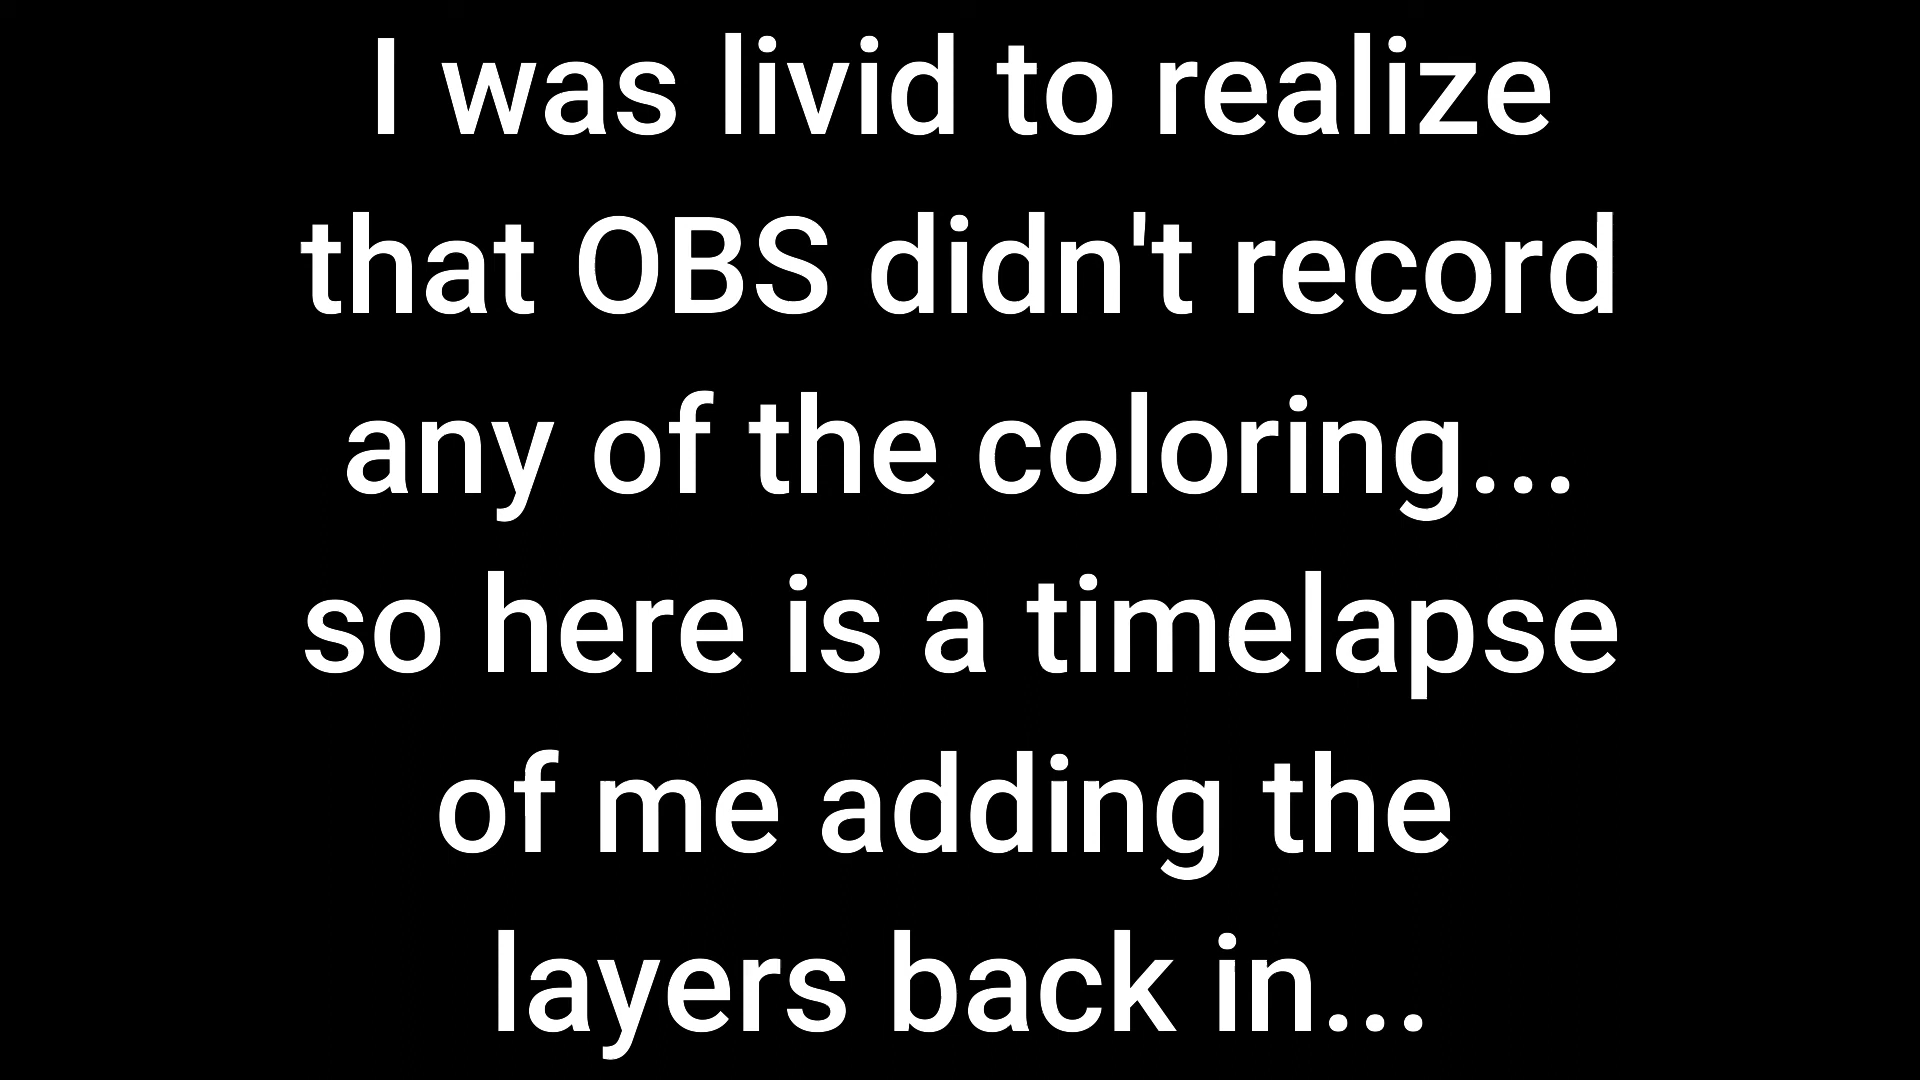 I was livid to realize
that OBS didn't record
any of the coloring...
so here is a timelapse
of me adding the
layers back in...